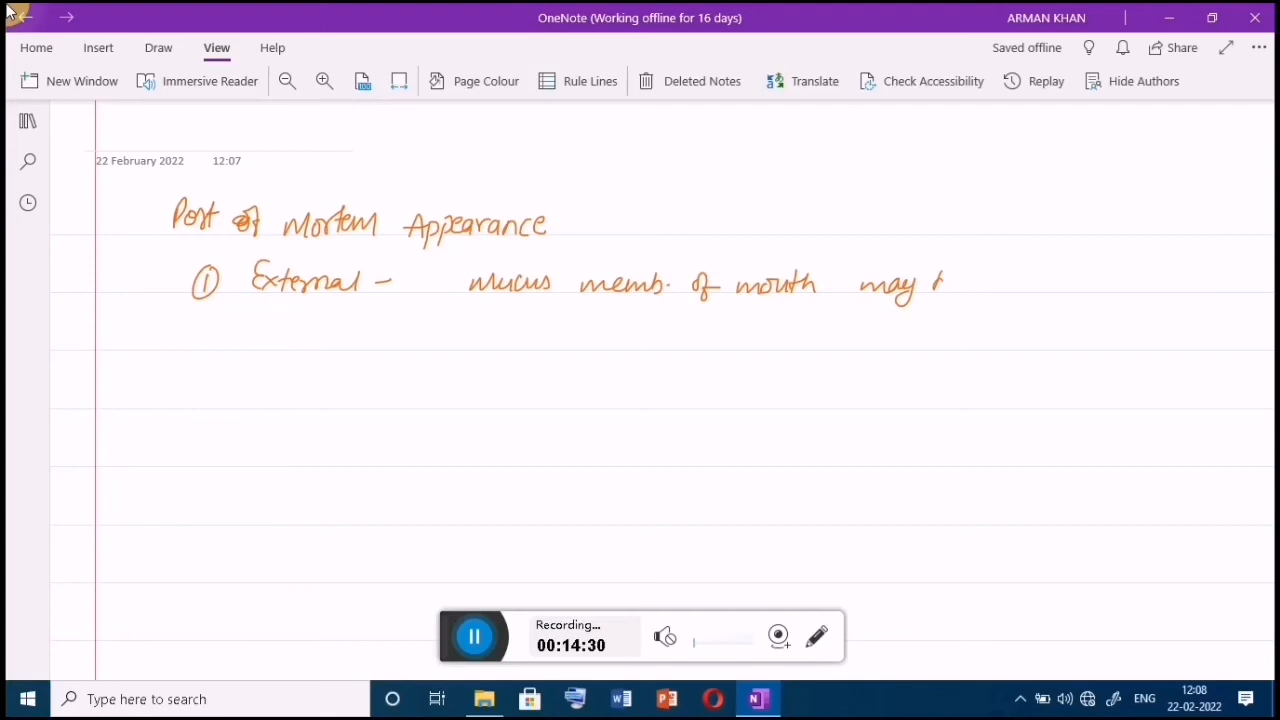 OneNote (Working offline for 16 days)
ARMAN KHAN
Home Insert Draw View Help
Saved offline Share
New Window Immersive Reader Page Colour Rule Lines Deleted Notes Translate Check Accessibility Replay Hide Authors
22 February 2022 12:07
Post of Mortem Appearance
① External - Mucus memb. of mouth may
Recording...
00:14:30
Type here to search
ENG
12:08
22-02-2022